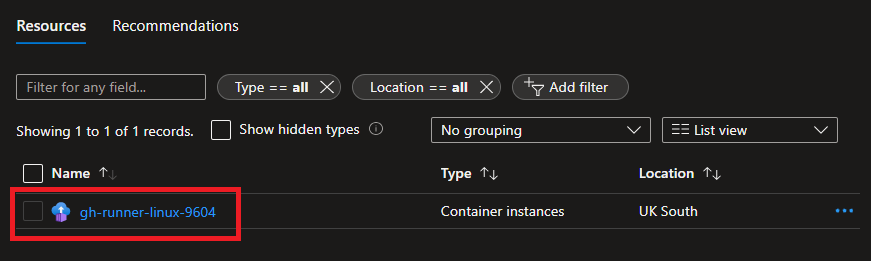 Resources Recommendations
Filter for any field... Type == all Location == all Add filter
Showing 1 to 1 of 1 records. Show hidden types No grouping List view
Name Type Location
gh-runner-linux-9604 Container instances UK South